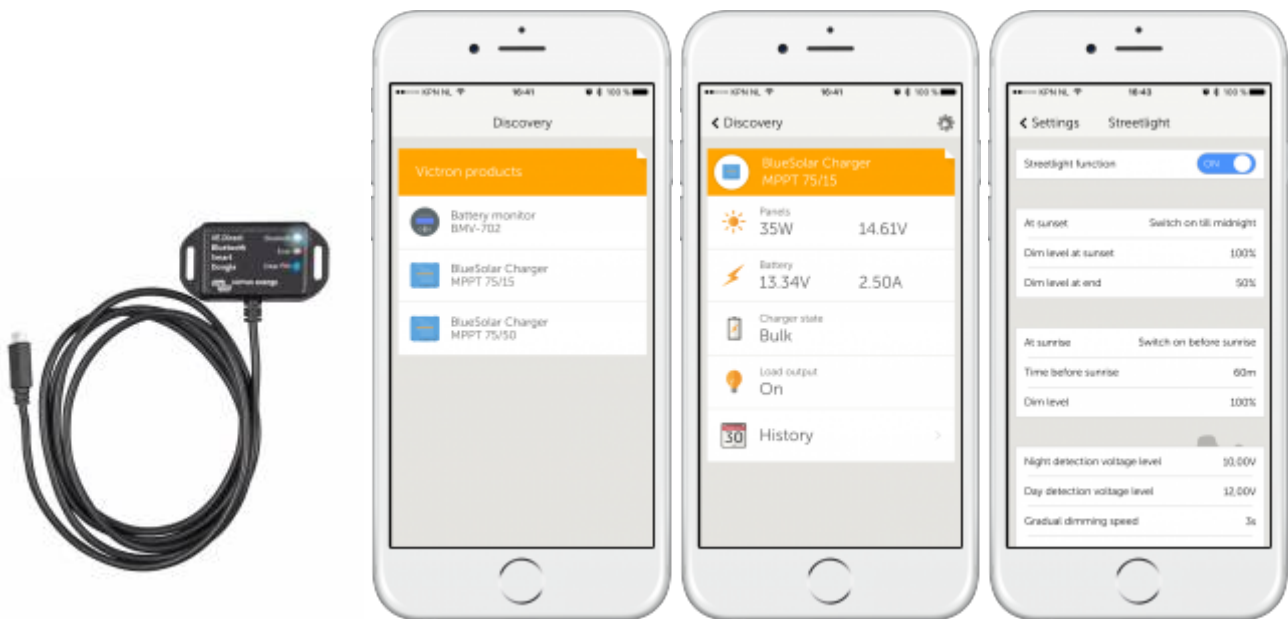 VE.Direct
Bluetooth
Smart
Dongle
victron energy
KPN NL 16:41 100 %
Discovery
Victron products
Battery monitor
BMV-702
BlueSolar Charger
MPPT 75/15
BlueSolar Charger
MPPT 75/50
KPN NL 16:41 100 %
Discovery
BlueSolar Charger
MPPT 75/15
Panels
35W 14.61V
Battery
13.34V 2.50A
Charger state
Bulk
Load output
On
30 History
KPN NL 16:43 100 %
Settings Streetlight
Streetlight function ON
At sunset Switch on till midnight
Dim level at sunset 100%
Dim level at end 50%
At sunrise Switch on before sunrise
Time before sunrise 60m
Dim level 100%
Night detection voltage level 10,00V
Day detection voltage level 12,00V
Gradual dimming speed 3s